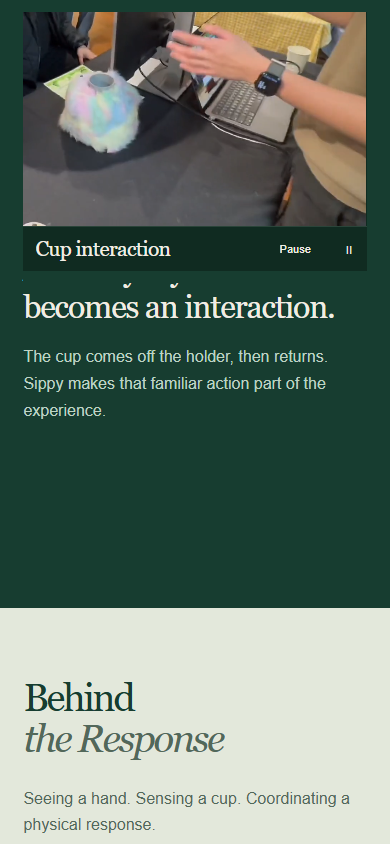 Cup interaction
Pause
becomes an interaction.
The cup comes off the holder, then returns.
Sippy makes that familiar action part of the
experience.
Behind
the Response
Seeing a hand. Sensing a cup. Coordinating a
physical response.